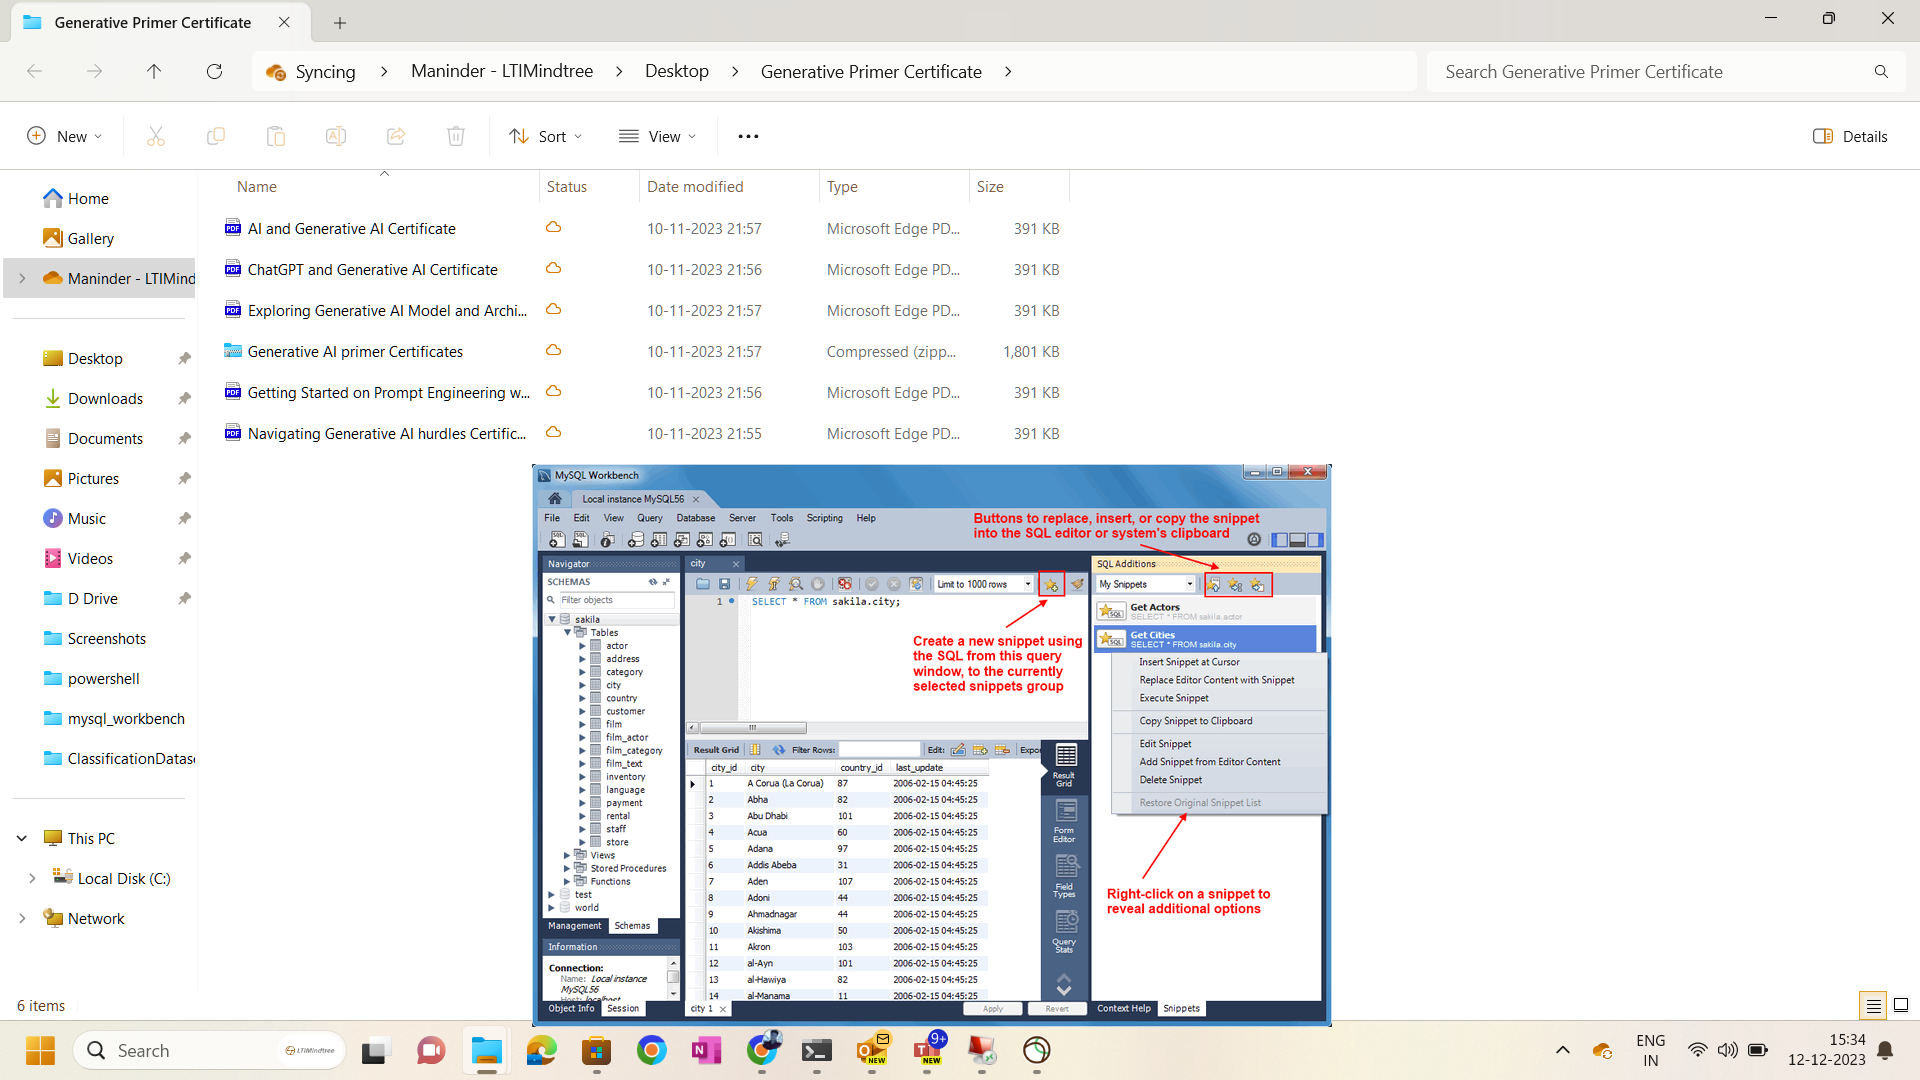 Generative Primer Certificate
Syncing > Maninder - LTIMindtree > Desktop > Generative Primer Certificate >
Search Generative Primer Certificate
New
Sort
View
Details
Name Status Date modified Type Size
Home
Gallery
Maninder - LTIMind
Desktop
Downloads
Documents
Pictures
Music
Videos
D Drive
Screenshots
powershell
mysql_workbench
ClassificationDatas
This PC
Local Disk (C:)
Network
AI and Generative AI Certificate 10-11-2023 21:57 Microsoft Edge PD... 391 KB
ChatGPT and Generative AI Certificate 10-11-2023 21:56 Microsoft Edge PD... 391 KB
Exploring Generative AI Model and Archi... 10-11-2023 21:57 Microsoft Edge PD... 391 KB
Generative AI primer Certificates 10-11-2023 21:57 Compressed (zipp... 1,801 KB
Getting Started on Prompt Engineering w... 10-11-2023 21:56 Microsoft Edge PD... 391 KB
Navigating Generative AI hurdles Certific... 10-11-2023 21:55 Microsoft Edge PD... 391 KB
MySQL Workbench
Local instance MySQL56
File Edit View Query Database Server Tools Scripting Help
Buttons to replace, insert, or copy the snippet
into the SQL editor or system's clipboard
Navigator
SCHEMAS
Filter objects
sakila
Tables
actor
address
category
city
country
customer
film
film_actor
film_category
film_text
inventory
language
payment
rental
staff
store
Views
Stored Procedures
Functions
test
world
Management Schemas
Information
Connection:
Name: Local instance
MySQL56
Host: localhost
Object Info Session
city
Limit to 1000 rows
1 SELECT * FROM sakila.city;
Create a new snippet using
the SQL from this query
window, to the currently
selected snippets group
Result Grid Filter Rows: Edit: Expor
city_id city country_id last_update
1 A Corua (La Corua) 87 2006-02-15 04:45:25
2 Abha 82 2006-02-15 04:45:25
3 Abu Dhabi 101 2006-02-15 04:45:25
4 Acua 60 2006-02-15 04:45:25
5 Adana 97 2006-02-15 04:45:25
6 Addis Abeba 31 2006-02-15 04:45:25
7 Aden 107 2006-02-15 04:45:25
8 Adoni 44 2006-02-15 04:45:25
9 Ahmadnagar 44 2006-02-15 04:45:25
10 Akishima 50 2006-02-15 04:45:25
11 Akron 103 2006-02-15 04:45:25
12 al-Ayn 101 2006-02-15 04:45:25
13 al-Hawiya 82 2006-02-15 04:45:25
14 al-Manama 11 2006-02-15 04:45:25
city 1
Apply Revert
Result
Grid
Form
Editor
Field
Types
Query
Stats
SQL Additions
My Snippets
Get Actors
SELECT * FROM sakila.actor
Get Cities
SELECT * FROM sakila.city
Insert Snippet at Cursor
Replace Editor Content with Snippet
Execute Snippet
Copy Snippet to Clipboard
Edit Snippet
Add Snippet from Editor Content
Delete Snippet
Restore Original Snippet List
Right-click on a snippet to
reveal additional options
Context Help Snippets
6 items
Search
LTIMindtree
NEW
9+
NEW
ENG
IN
15:34
12-12-2023